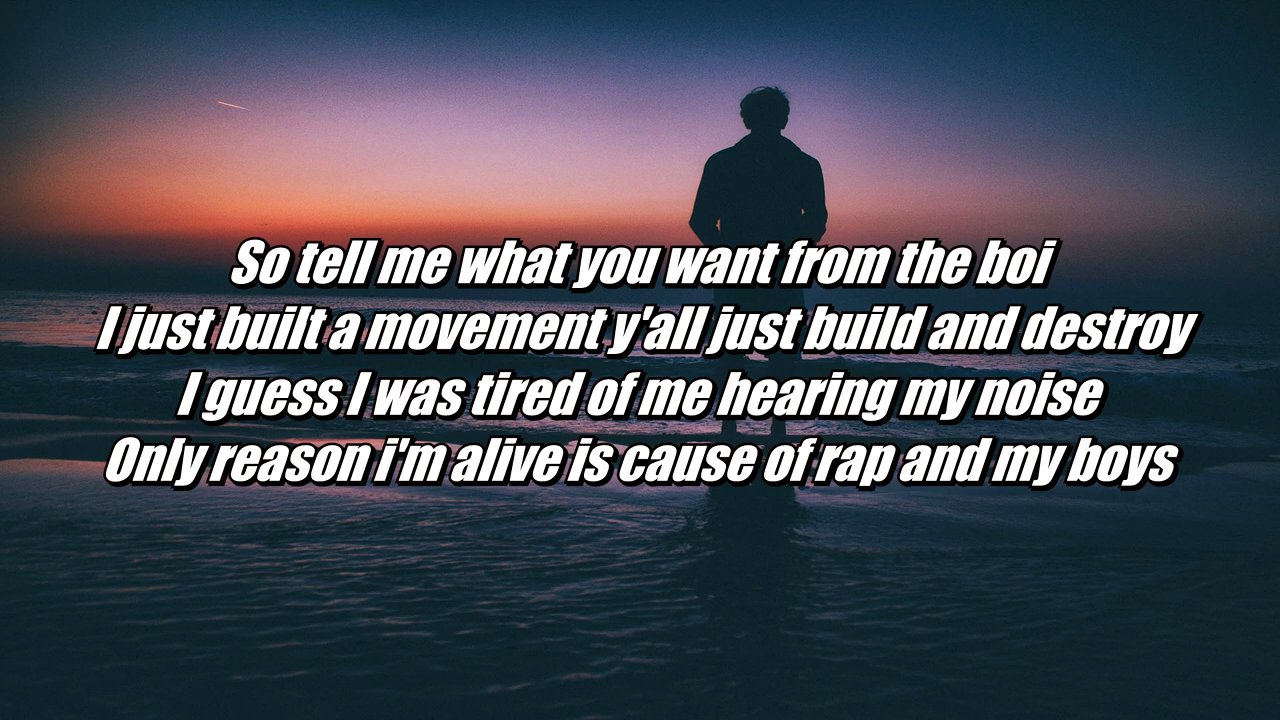 So tell me what you want from the boi
I just built a movement y'all just build and destroy
I guess I was tired of me hearing my noise
Only reason i'm alive is cause of rap and my boys